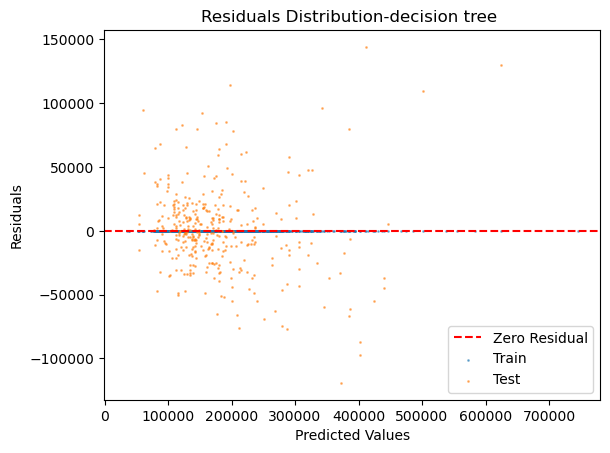 Residuals Distribution-decision tree
150000
100000
50000
0
−50000
−100000
Residuals
0 100000 200000 300000 400000 500000 600000 700000
Predicted Values
Zero Residual
Train
Test